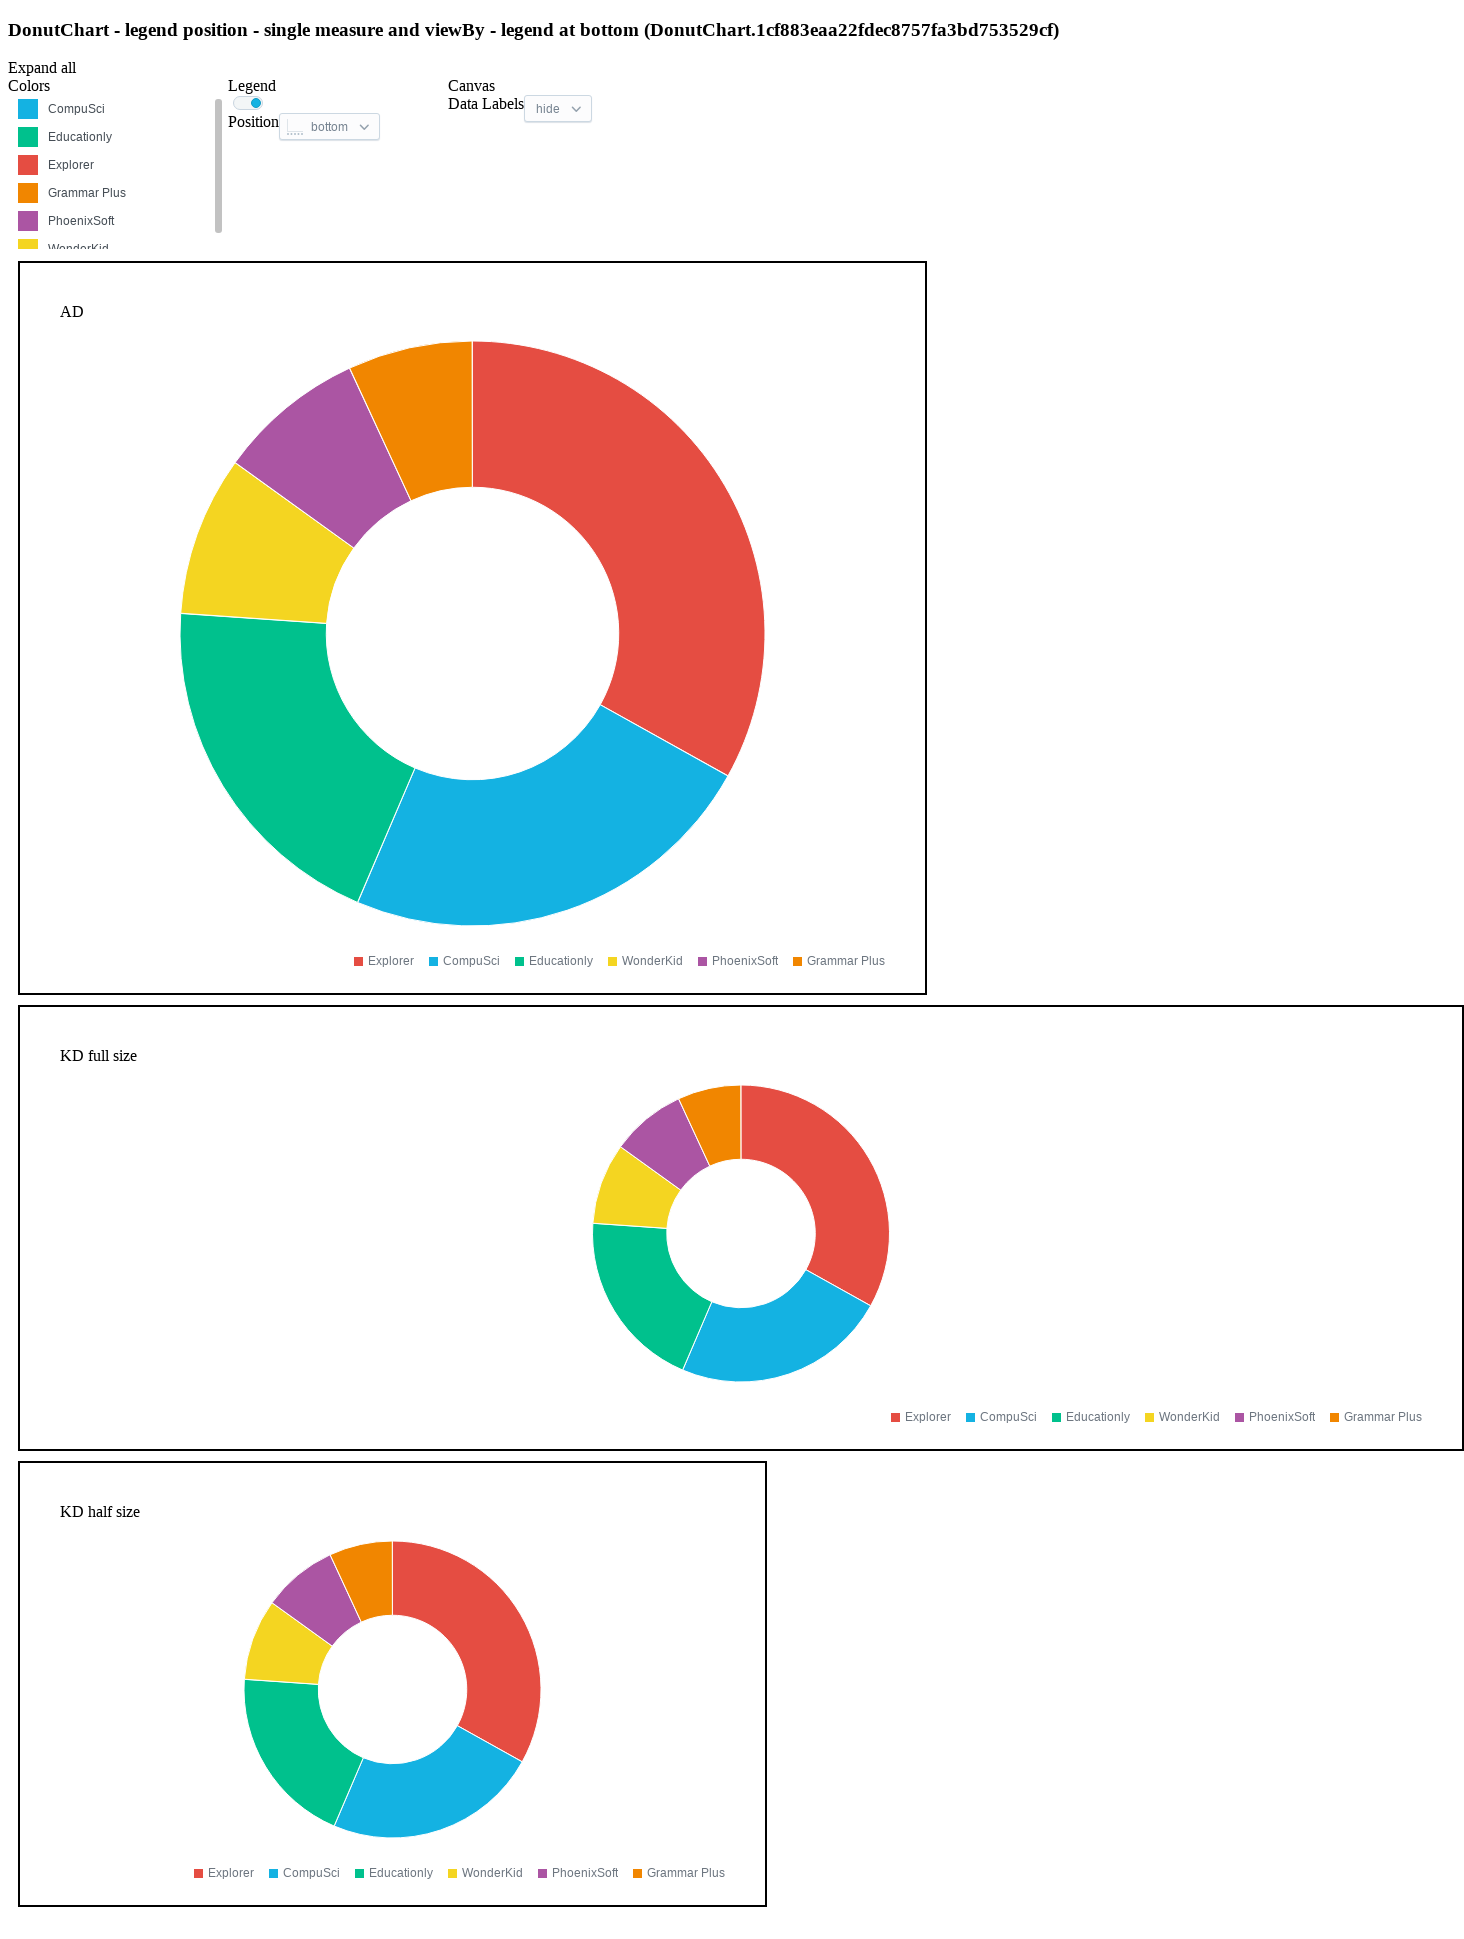 DonutChart - legend position - single measure and viewBy - legend at bottom (DonutChart.1cf883eaa22fdec8757fa3bd753529cf)
Expand all
Colors
CompuSci
Educationly
Explorer
Grammar Plus
PhoenixSoft
WonderKid
Legend
Position bottom
Canvas
Data Labels hide
AD
Explorer CompuSci Educationly WonderKid PhoenixSoft Grammar Plus
KD full size
Explorer CompuSci Educationly WonderKid PhoenixSoft Grammar Plus
KD half size
Explorer CompuSci Educationly WonderKid PhoenixSoft Grammar Plus